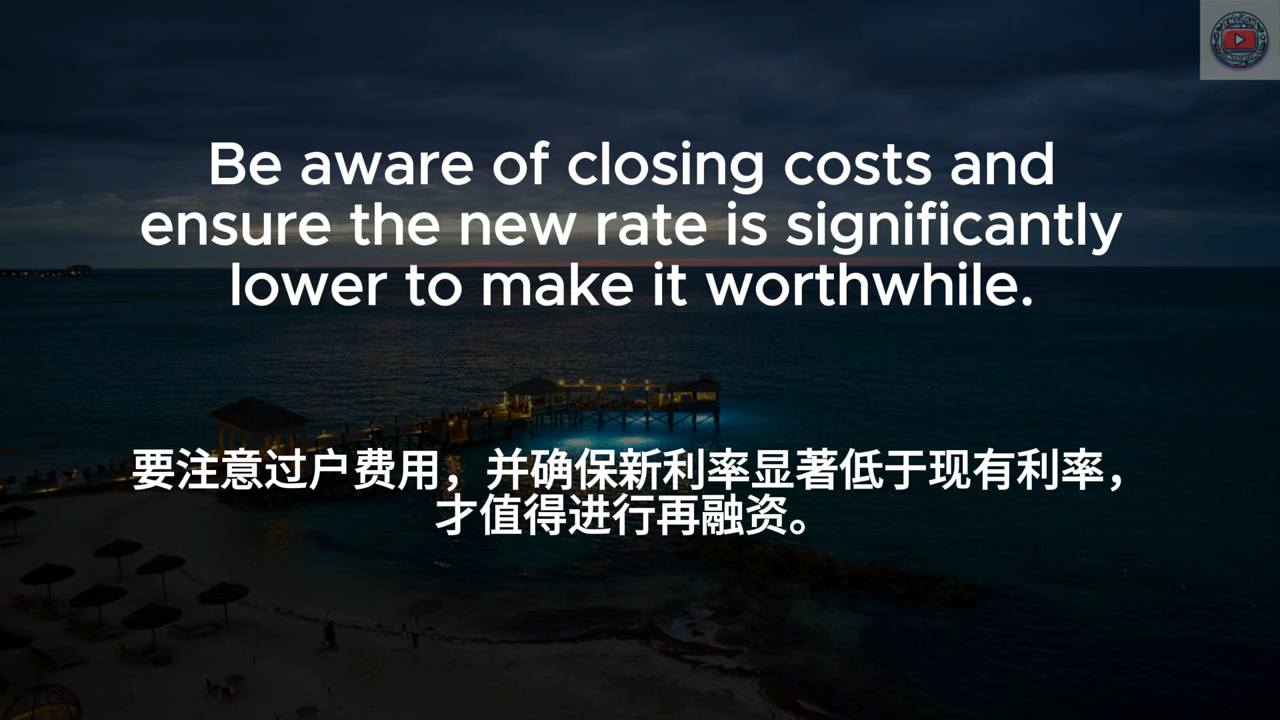 ENGLISH
Be aware of closing costs and
ensure the new rate is significantly
lower to make it worthwhile.
要注意过户费用，并确保新利率显著低于现有利率，
才值得进行再融资。